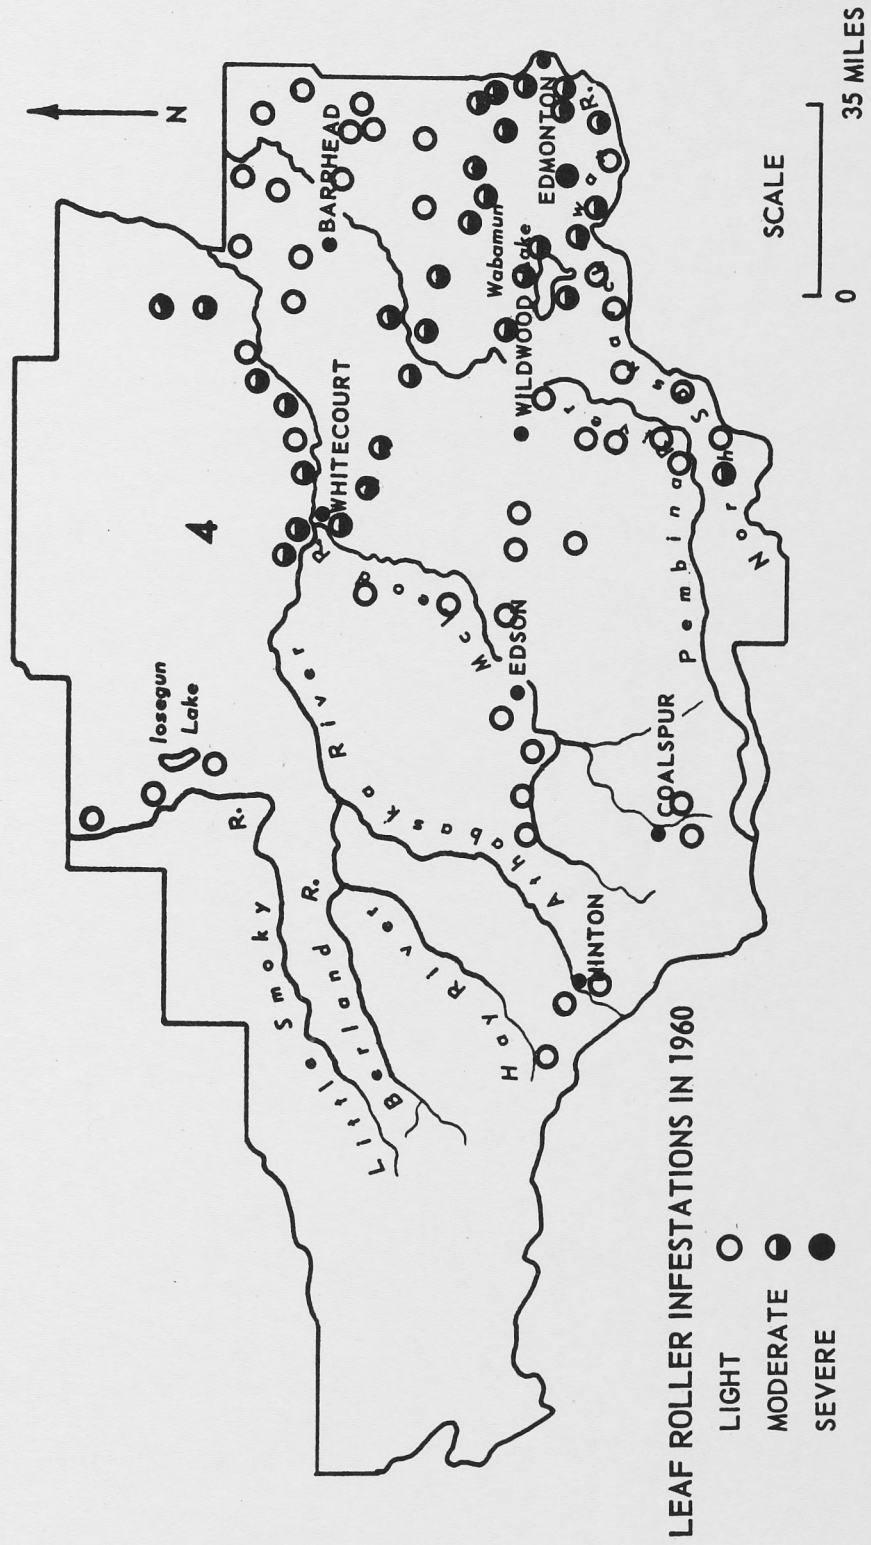 N
4
Iosegun
Lake
BARRHEAD
WHITECOURT
R.
Little Smoky R.
Berland R.
Athabaska River
Hay River
McLeod R.
Wabamun
Lake
EDMONTON
WILDWOOD
EDSON
COALSPUR
HINTON
Pembina River
North Saskatchewan R.
LEAF ROLLER INFESTATIONS IN 1960
LIGHT
MODERATE
SEVERE
SCALE
0 35 MILES